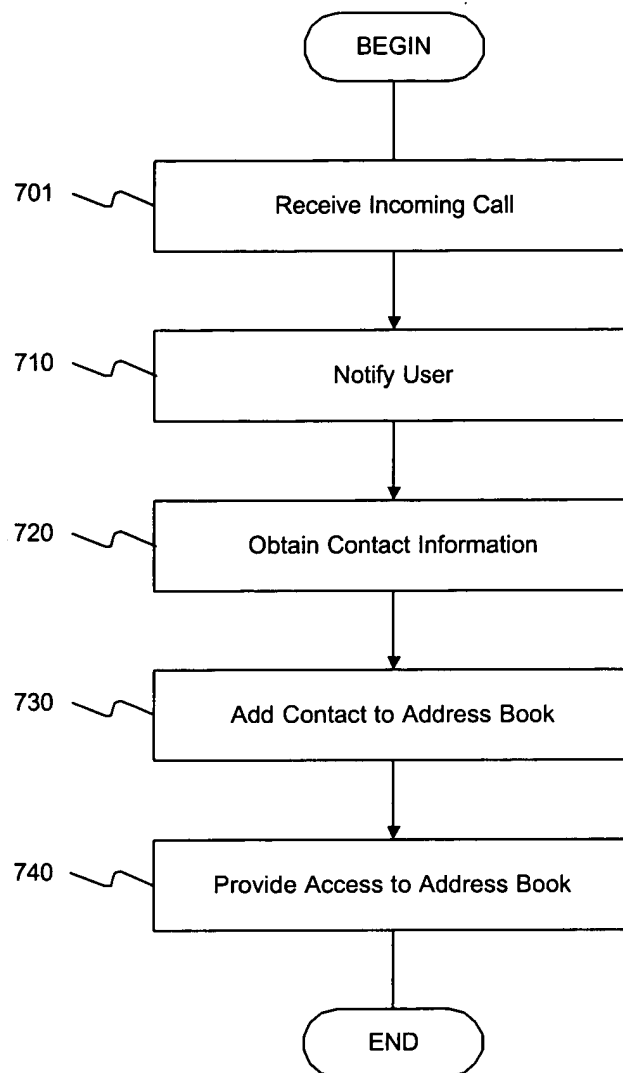 BEGIN
701 Receive Incoming Call
710 Notify User
720 Obtain Contact Information
730 Add Contact to Address Book
740 Provide Access to Address Book
END